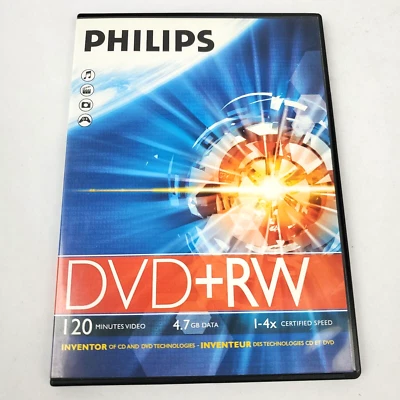 PHILIPS
DVD+RW
120 MINUTES VIDEO 4.7 GB DATA 1-4x CERTIFIED SPEED
INVENTOR OF CD AND DVD TECHNOLOGIES - INVENTEUR DES TECHNOLOGIES CD ET DVD